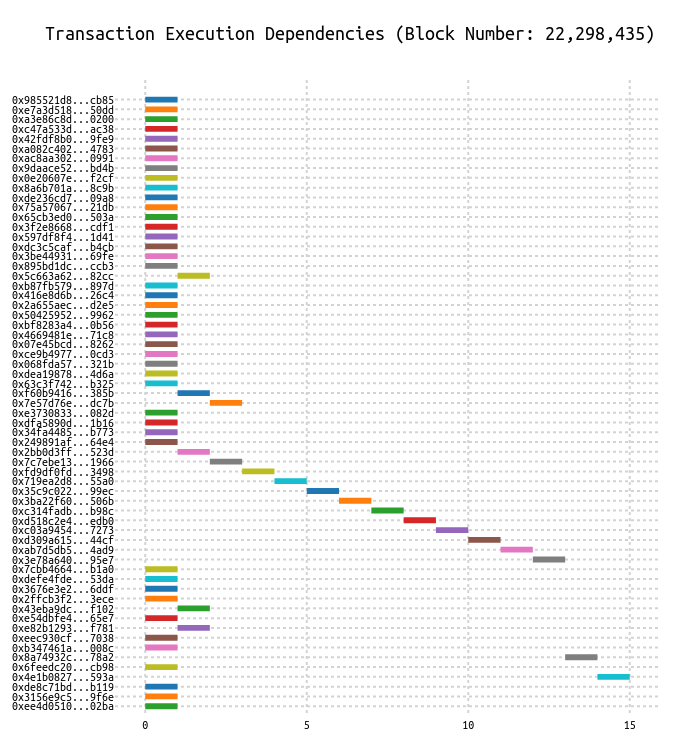 Transaction Execution Dependencies (Block Number: 22,298,435)
0x985521d8...cb85
0xe7a3d518...50dd
0xa3e86c8d...0200
0xc47a533d...ac38
0x42fdf8b0...9fe9
0xa082c402...4783
0xac8aa302...0991
0x9daace52...bd4b
0x0e20607e...f2cf
0x8a6b701a...8c9b
0xde236cd7...09a8
0x75a57067...21db
0x65cb3ed0...503a
0x3f2e8668...cdf1
0x597df8f4...1d41
0xdc3c5caf...b4cb
0x3be44931...69fe
0x895bd1dc...ccb3
0x5c663a62...82cc
0xb87fb579...897d
0x416e8d6b...26c4
0x2a655aec...d2e5
0x50425952...9962
0xbf8283a4...0b56
0x4669481e...71c8
0x07e45bcd...8262
0xce9b4977...0cd3
0x068fda57...321b
0xdea19878...4d6a
0x63c3f742...b325
0xf60b9416...385b
0x7e57d76e...dc7b
0xe3730833...082d
0xdfa5890d...1b16
0x34fa4485...b773
0x249891af...64e4
0x2bb0d3ff...523d
0x7c7ebe13...1966
0xfd9df0fd...3498
0x719ea2d8...55a0
0x35c9c022...99ec
0x3ba22f60...506b
0xc314fadb...b98c
0xd518c2e4...edb0
0xc03a9454...7273
0xd309a615...44cf
0xab7d5db5...4ad9
0x3e78a640...95e7
0x7cbb4664...b1a0
0xdefe4fde...53da
0x3676e3e2...6ddf
0x2ffcb3f2...3ece
0x43eba9dc...f102
0xe54dbfe4...65e7
0xe82b1293...f781
0xeec930cf...7038
0xb347461a...008c
0x8a74932c...78a2
0x6feedc20...cb98
0x4e1b0827...593a
0xde8c71bd...b119
0x3156e9c5...9f6e
0xee4d0510...02ba
0 5 10 15